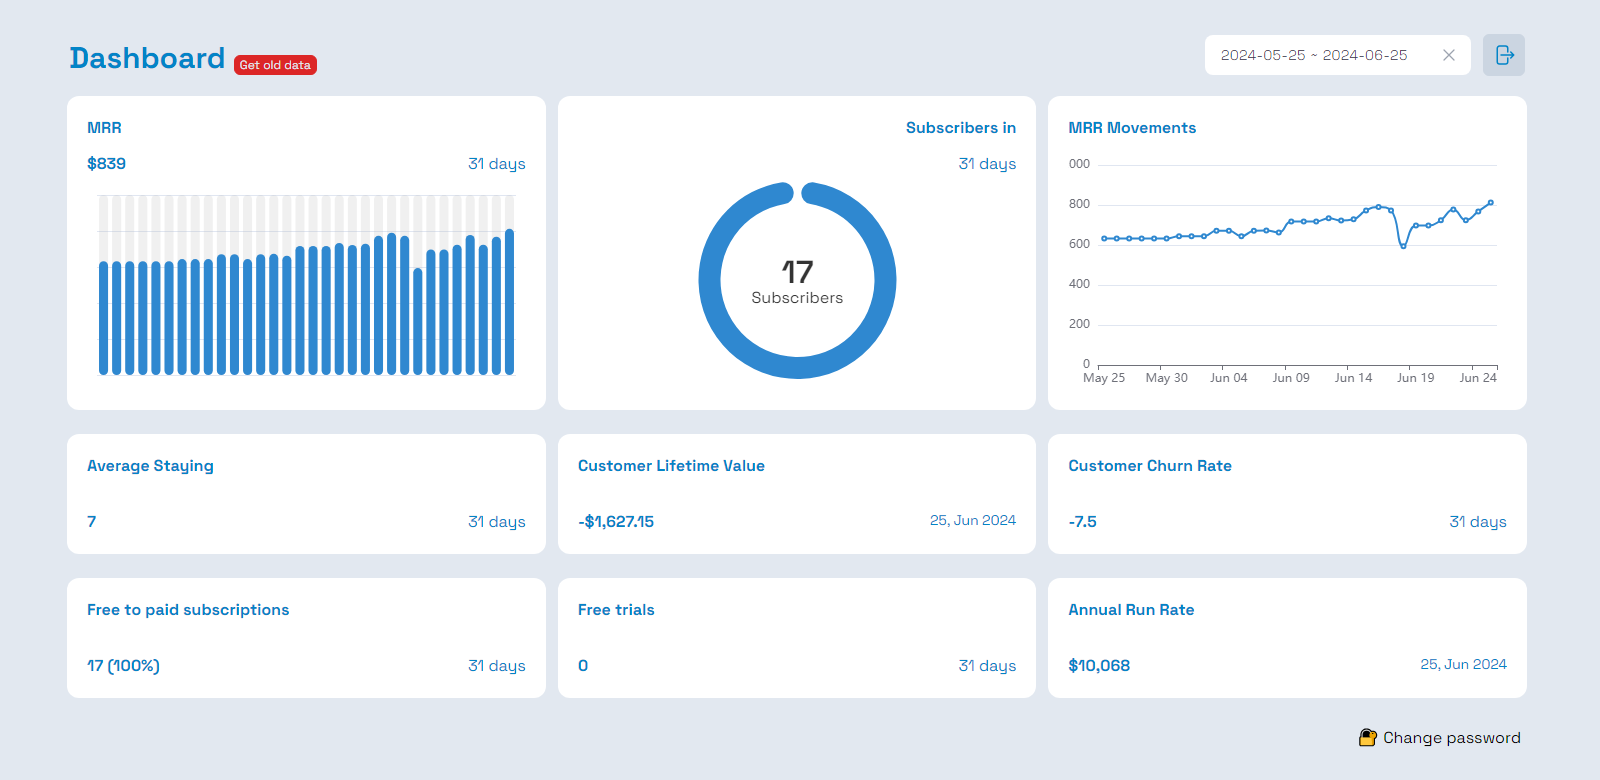 Dashboard
Get old data
2024-05-25 ~ 2024-06-25
MRR
$839
31 days
Subscribers in
31 days
17
Subscribers
MRR Movements
000
800
600
400
200
0
May 25
May 30
Jun 04
Jun 09
Jun 14
Jun 19
Jun 24
Average Staying
7
31 days
Customer Lifetime Value
-$1,627.15
25, Jun 2024
Customer Churn Rate
-7.5
31 days
Free to paid subscriptions
17 (100%)
31 days
Free trials
0
31 days
Annual Run Rate
$10,068
25, Jun 2024
Change password